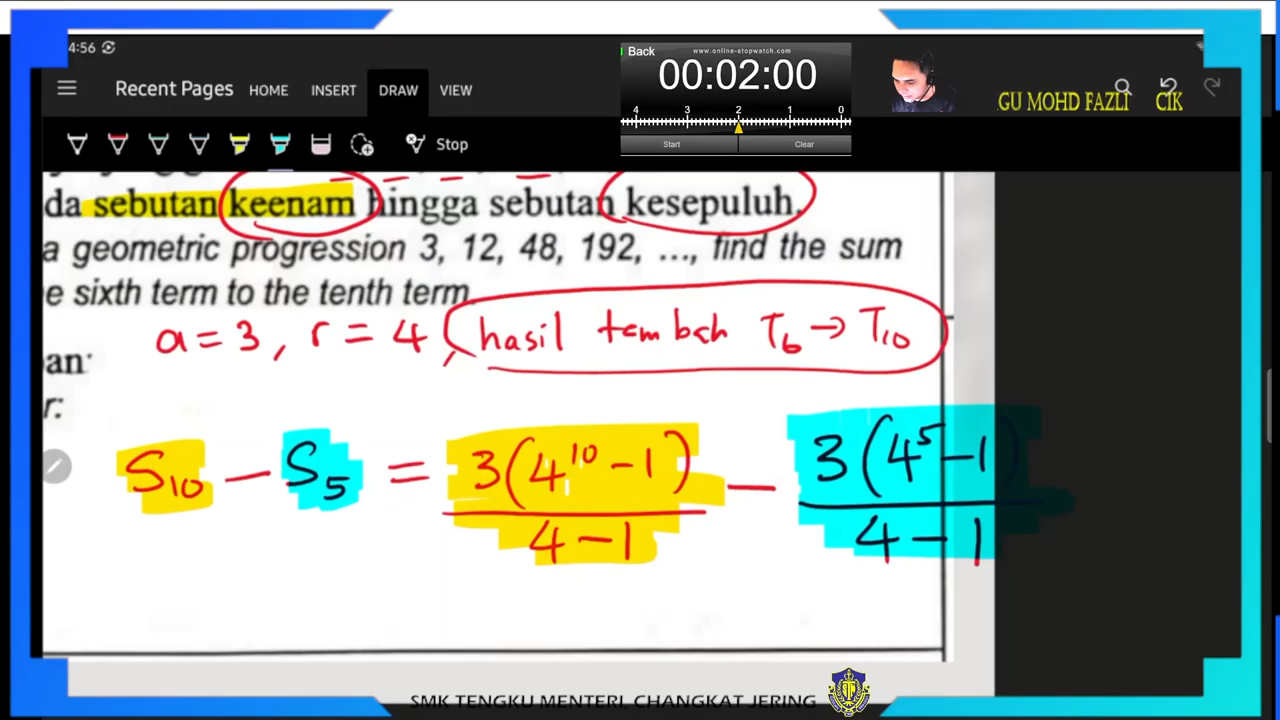 4:56
Back
www.online-stopwatch.com
00:02:00
4 3 2 1 0
Start Clear
Recent Pages HOME INSERT DRAW VIEW
GU MOHD FAZLI CIK
Stop
da sebutan keenam hingga sebutan kesepuluh.
a geometric progression 3, 12, 48, 192, ..., find the sum
e sixth term to the tenth term.
a = 3, r = 4, hasil tambah T6 → T10
an:
r:
S10 − S5 = 3(4^10 − 1) / 4 − 1 − 3(4^5 − 1) / 4 − 1
SMK TENGKU MENTERI, CHANGKAT JERING